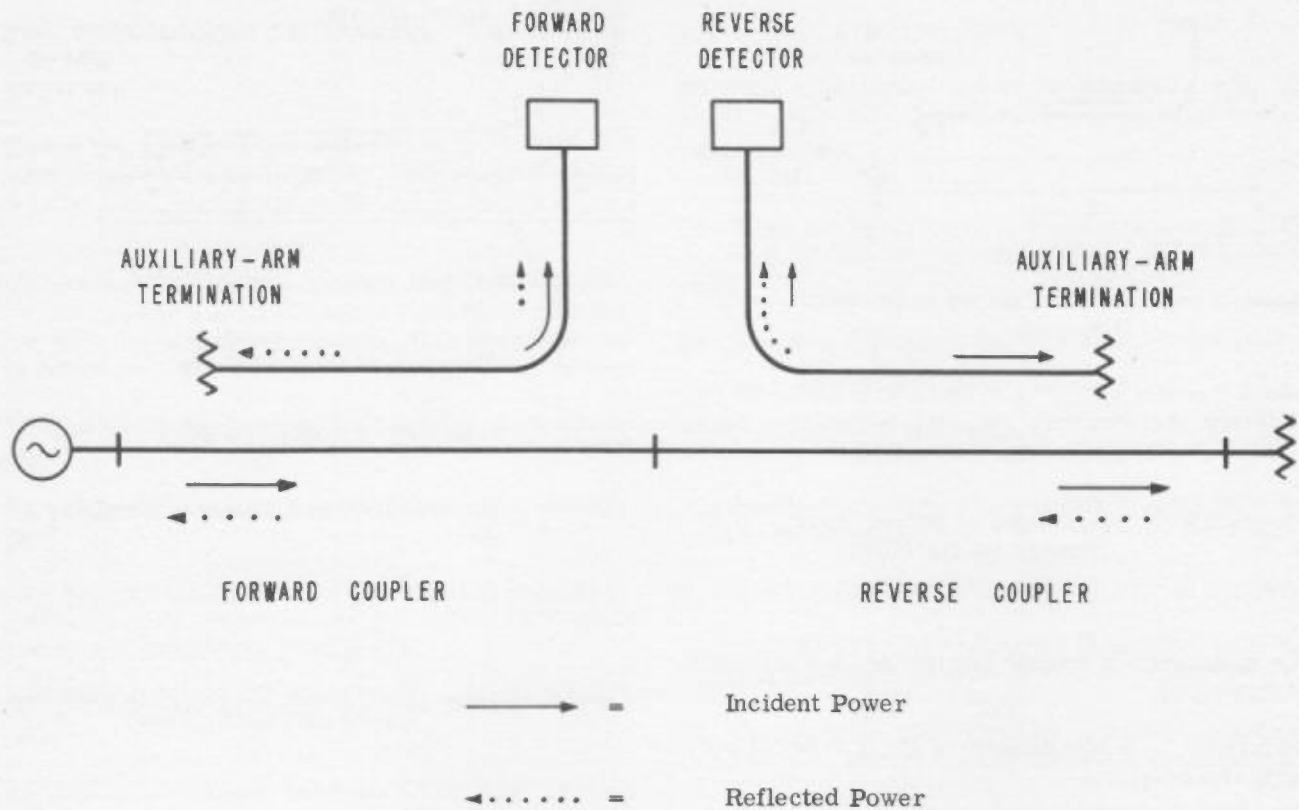 FORWARD
DETECTOR
REVERSE
DETECTOR
AUXILIARY-ARM
TERMINATION
AUXILIARY-ARM
TERMINATION
FORWARD COUPLER
REVERSE COUPLER
= Incident Power
= Reflected Power